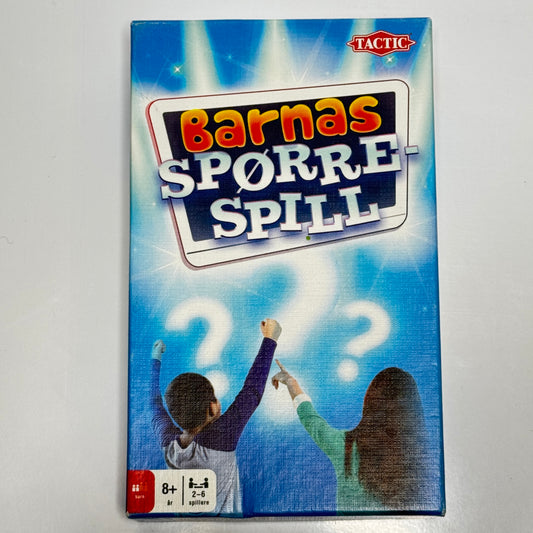 TACTIC
Barnas
SPØRRE-
SPILL
8+
år
2-6
spillere
barn